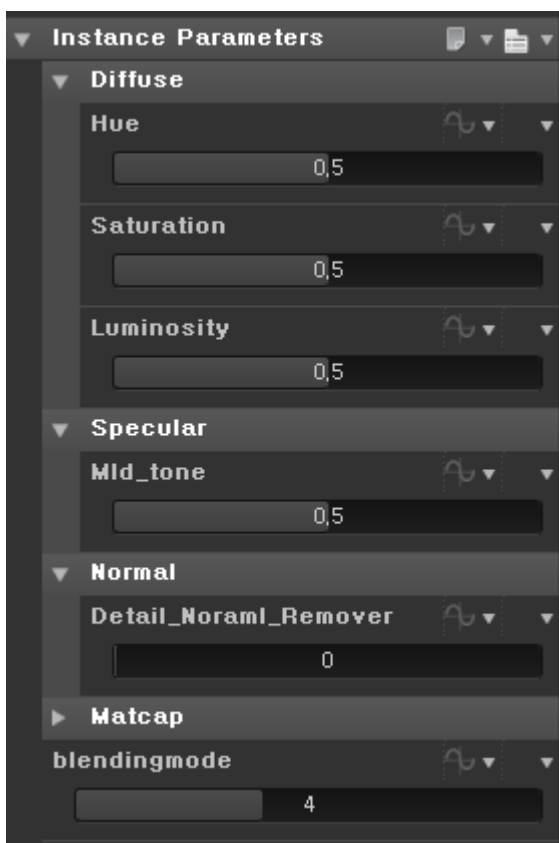 Instance Parameters
Diffuse
Hue
0,5
Saturation
0,5
Luminosity
0,5
Specular
MId_tone
0,5
Normal
Detail_Noraml_Remover
0
Matcap
blendingmode
4